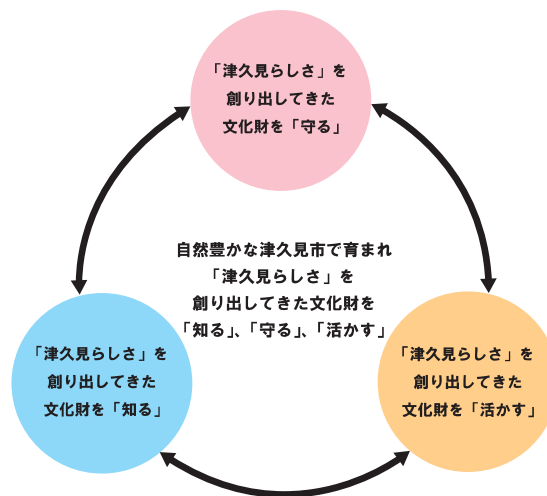 「津久見らしさ」を
創り出してきた
文化財を「守る」
自然豊かな津久見市で育まれ
「津久見らしさ」を
創り出してきた文化財を
「知る」、「守る」、「活かす」
「津久見らしさ」を
創り出してきた
文化財を「知る」
「津久見らしさ」を
創り出してきた
文化財を「活かす」